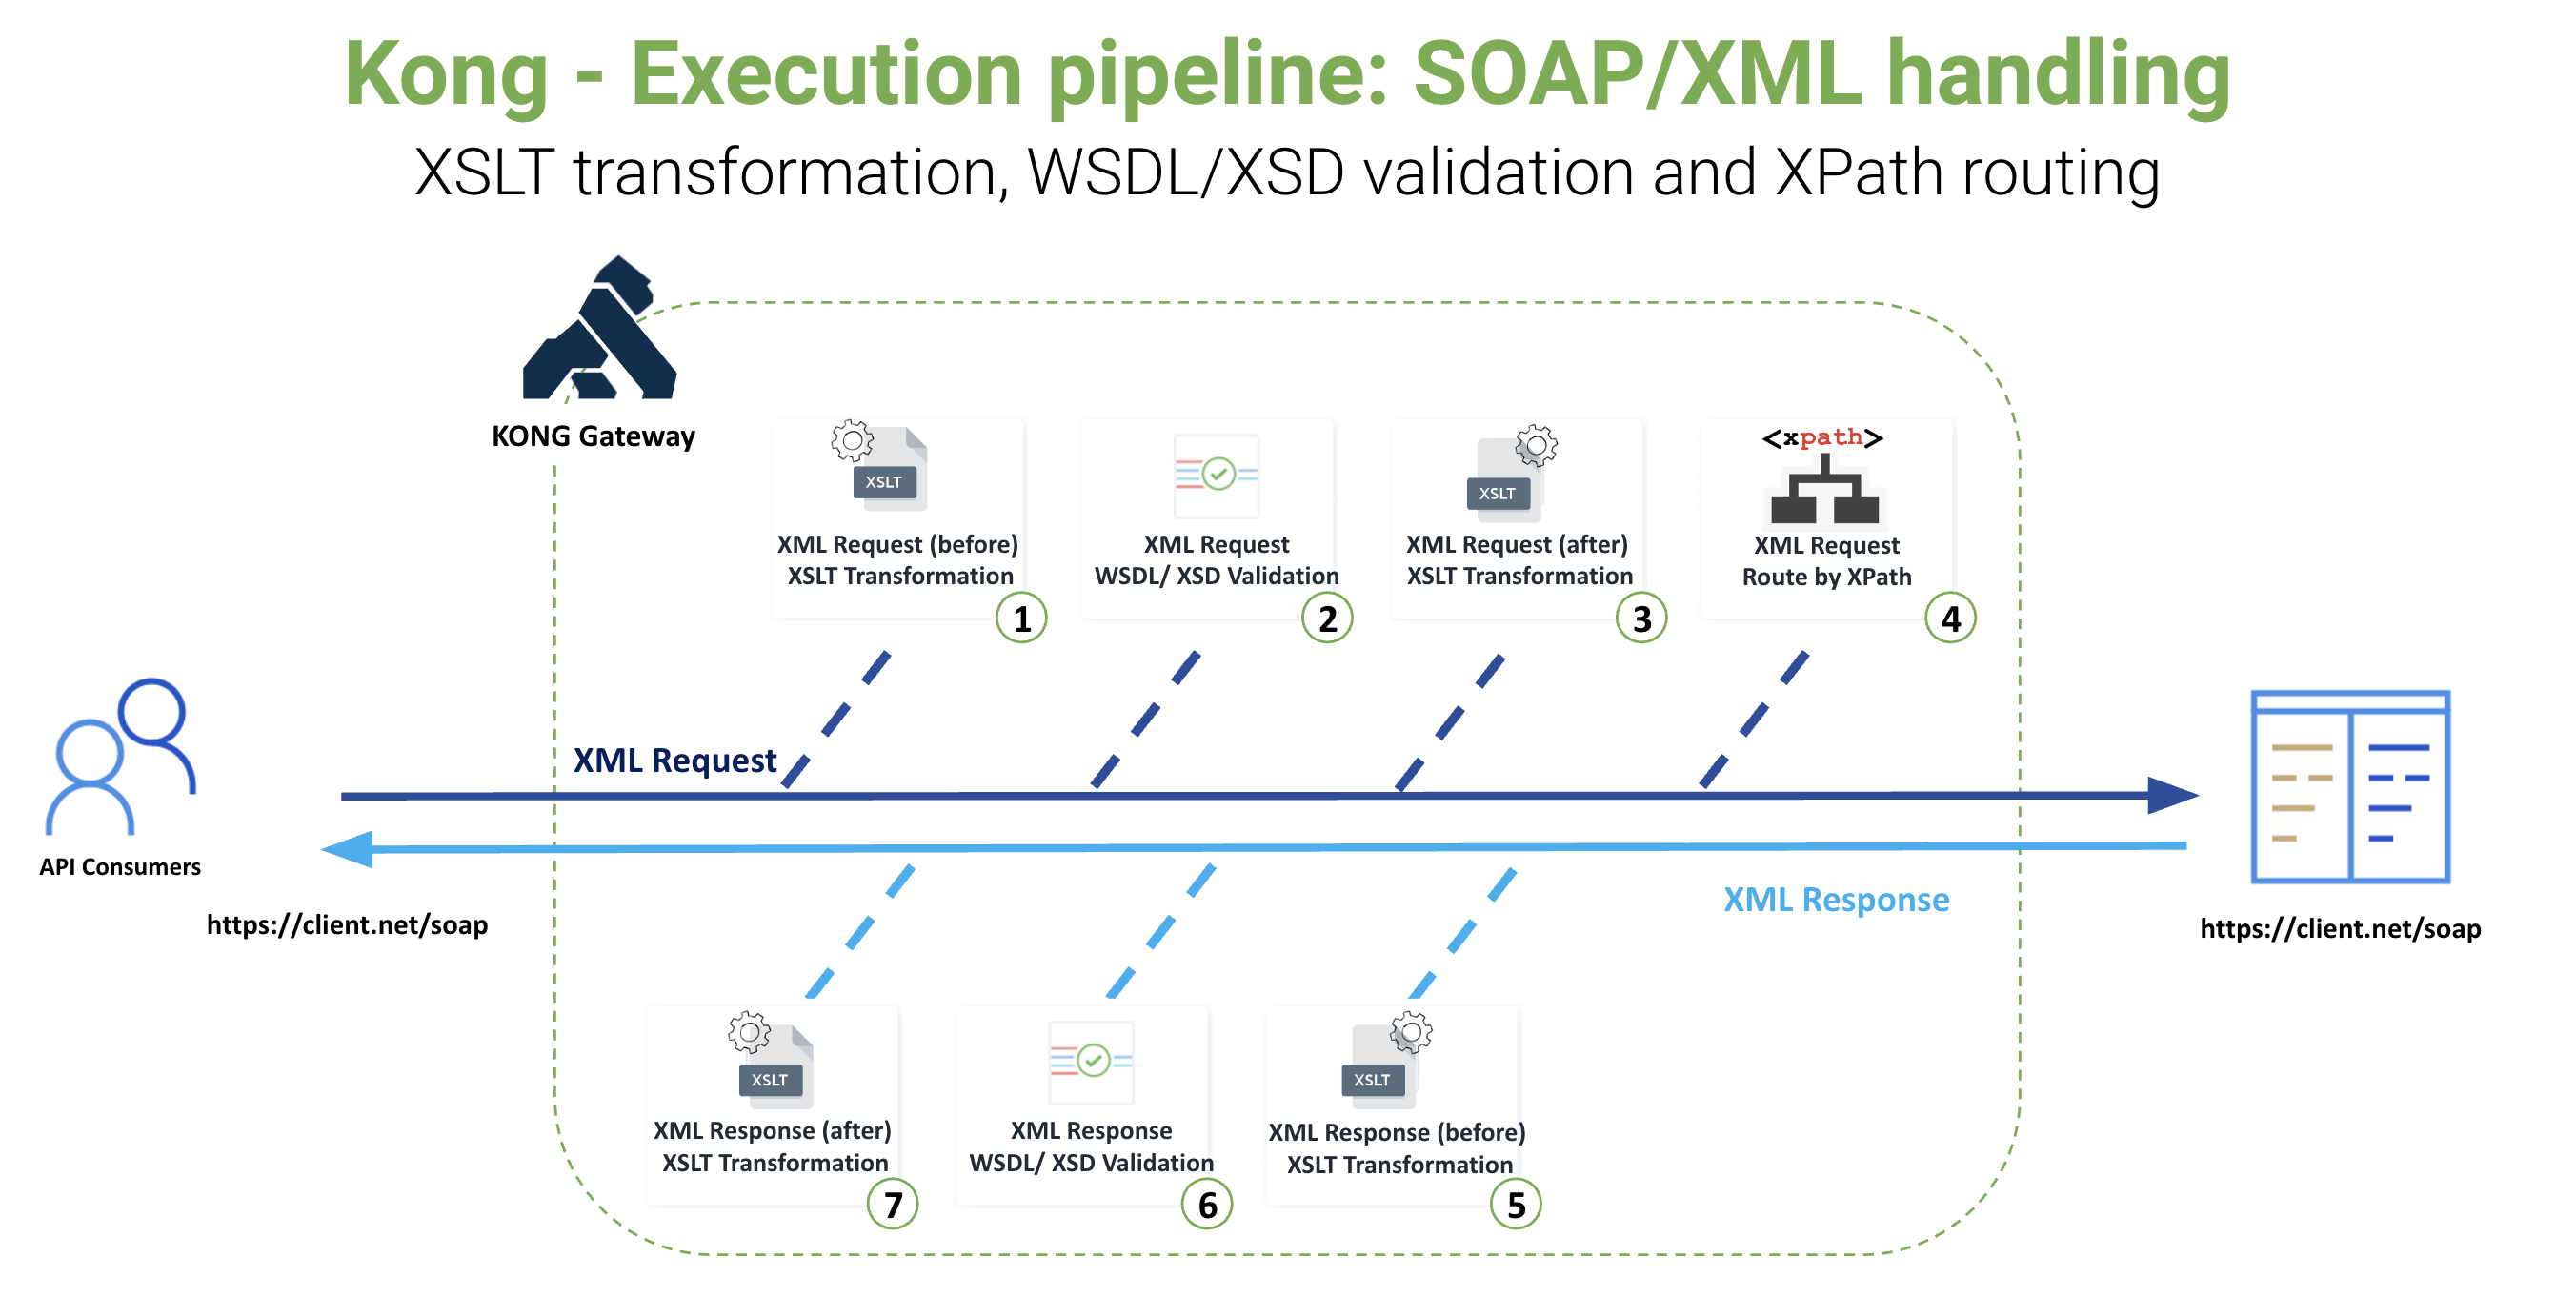 Kong - Execution pipeline: SOAP/XML handling
XSLT transformation, WSDL/XSD validation and XPath routing
KONG Gateway
XSLT
XML Request (before)
XSLT Transformation
1
XML Request
WSDL/ XSD Validation
2
XSLT
XML Request (after)
XSLT Transformation
3
<xpath>
XML Request
Route by XPath
4
XML Request
API Consumers
https://client.net/soap
XML Response
https://client.net/soap
XSLT
XML Response (after)
XSLT Transformation
7
XML Response
WSDL/ XSD Validation
6
XSLT
XML Response (before)
XSLT Transformation
5